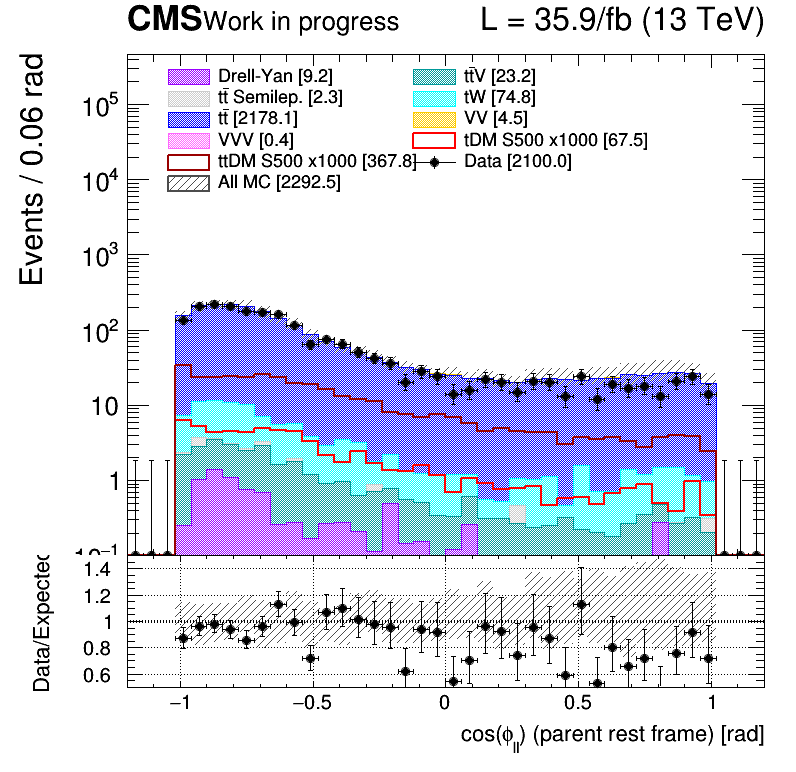 CMS Work in progress L = 35.9/fb (13 TeV)
Drell-Yan [9.2] tt̄V [23.2]
tt̄ Semilep. [2.3] tW [74.8]
tt̄ [2178.1] VV [4.5]
VVV [0.4] tDM S500 x1000 [67.5]
ttDM S500 x1000 [367.8] Data [2100.0]
All MC [2292.5]
Events / 0.06 rad
10⁵
10⁴
10³
10²
10
1
10⁻¹
Data/Expected
1.4
1.2
1
0.8
0.6
−1 −0.5 0 0.5 1
cos(ϕ_ll) (parent rest frame) [rad]